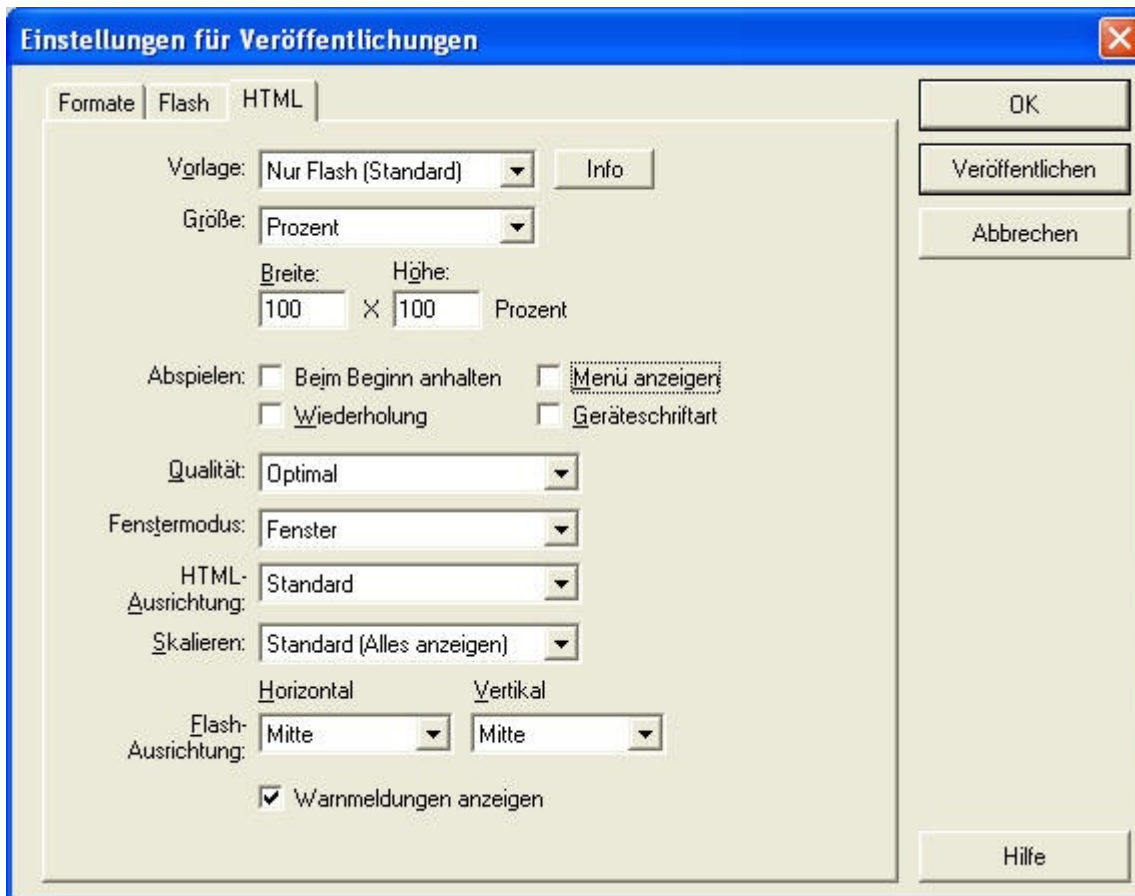 Einstellungen für Veröffentlichungen
Formate Flash HTML
OK
Vorlage: Nur Flash (Standard) Info
Veröffentlichen
Größe: Prozent
Abbrechen
Breite: Höhe:
100 X 100 Prozent
Abspielen: Beim Beginn anhalten Menü anzeigen
Wiederholung Geräteschriftart
Qualität: Optimal
Fenstermodus: Fenster
HTML-
Ausrichtung: Standard
Skalieren: Standard (Alles anzeigen)
Horizontal Vertikal
Flash-
Ausrichtung: Mitte Mitte
Warnmeldungen anzeigen
Hilfe